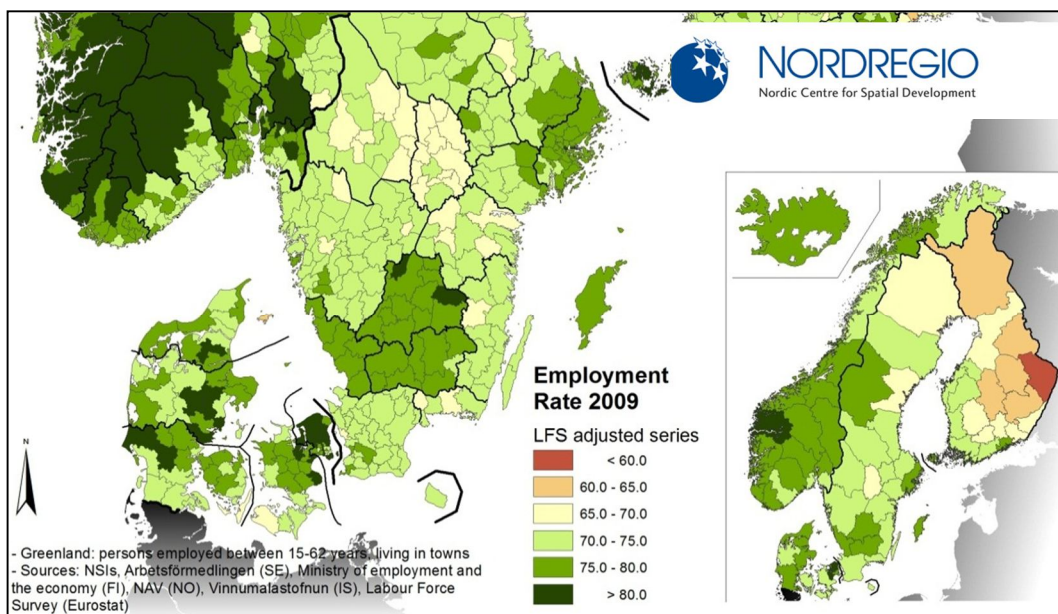 NORDREGIO
Nordic Centre for Spatial Development
Employment
Rate 2009
LFS adjusted series
< 60.0
60.0 - 65.0
65.0 - 70.0
70.0 - 75.0
75.0 - 80.0
> 80.0
N
- Greenland: persons employed between 15-62 years, living in towns
- Sources: NSIs, Arbetsförmedlingen (SE), Ministry of employment and
the economy (FI), NAV (NO), Vinnumalastofnun (IS), Labour Force
Survey (Eurostat)